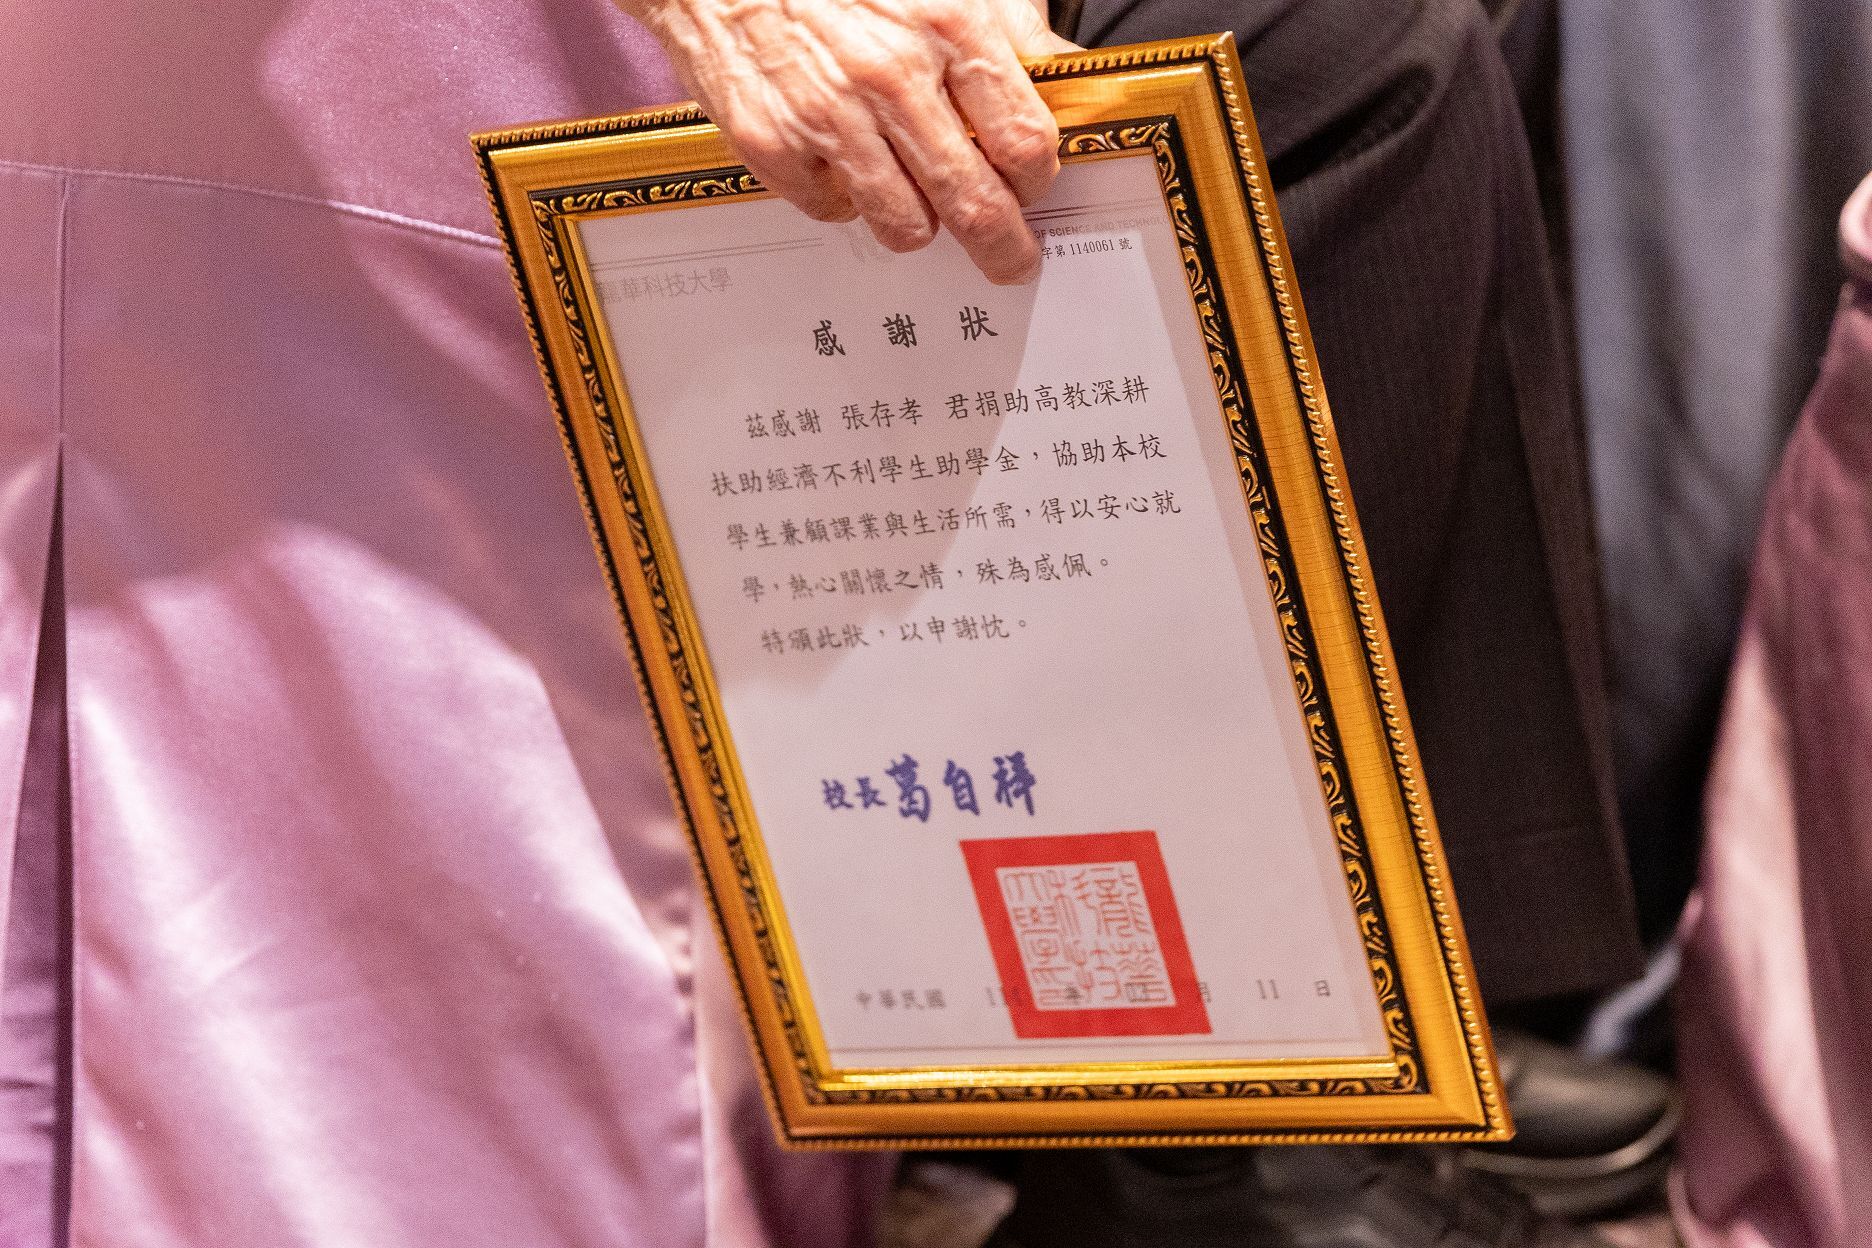 OF SCIENCE AND TECHNOL
字第 1140061 號
龍華科技大學
感謝狀
茲感謝 張存孝 君捐助高教深耕
扶助經濟不利學生助學金，協助本校
學生兼顧課業與生活所需，得以安心就
學，熱心關懷之情，殊為感佩。
特頒此狀，以申謝忱。
校長葛自祥
中華民國 年 月 11 日